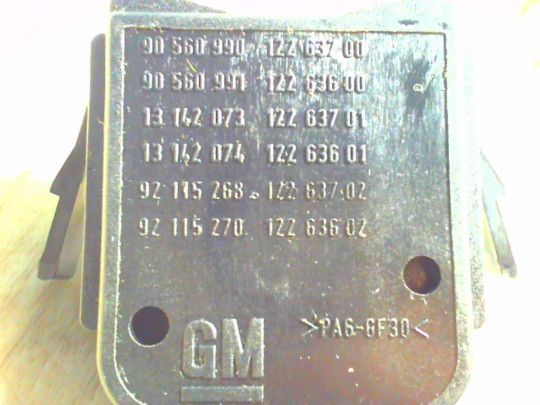 90 560 990 122 637 00
90 560 991 122 636 00
13 142 073 122 637 01
13 142 074 122 636 01
92 115 268 122 637 02
92 115 270 122 636 02
>PA6-GF30<
GM